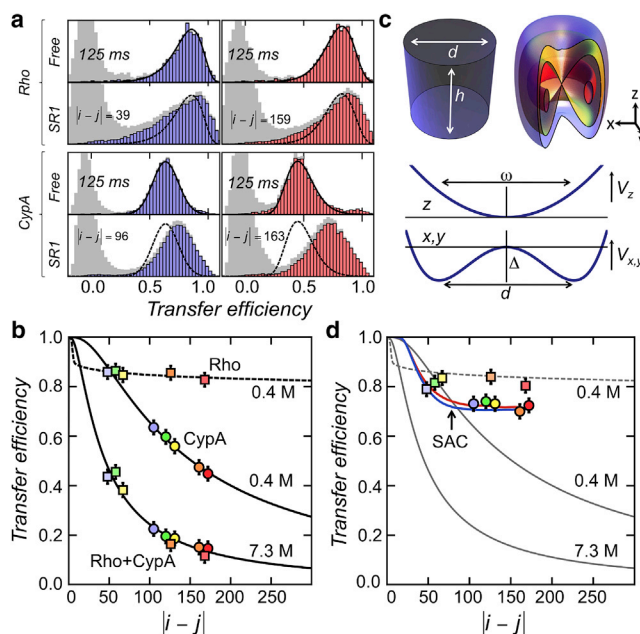 a
Rho
Free
125 ms
125 ms
SR1
|i – j| = 39
|i – j| = 159
CypA
Free
125 ms
125 ms
SR1
|i – j| = 96
|i – j| = 163
0.0 0.5 1.0 0.0 0.5 1.0
Transfer efficiency
c
d
h
z
x
ω
z
V_z
x,y
V_x,y
Δ
d
b
Transfer efficiency
1.0
0.8
0.6
0.4
0.2
0
Rho
0.4 M
CypA
0.4 M
Rho+CypA
7.3 M
0 50 100 150 200 250
|i – j|
d
Transfer efficiency
1.0
0.8
0.6
0.4
0.2
0
0.4 M
SAC
0.4 M
7.3 M
0 50 100 150 200 250
|i – j|